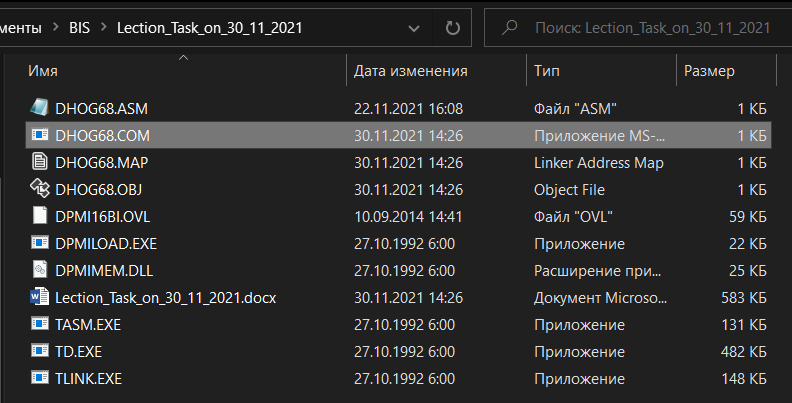 ументы > BIS > Lection_Task_on_30_11_2021 Поиск: Lection_Task_on_30_11_2021
Имя Дата изменения Тип Размер
DHOG68.ASM 22.11.2021 16:08 Файл "ASM" 1 КБ
DHOG68.COM 30.11.2021 14:26 Приложение MS-... 1 КБ
DHOG68.MAP 30.11.2021 14:26 Linker Address Map 1 КБ
DHOG68.OBJ 30.11.2021 14:26 Object File 1 КБ
DPMI16BI.OVL 10.09.2014 14:41 Файл "OVL" 59 КБ
DPMILOAD.EXE 27.10.1992 6:00 Приложение 22 КБ
DPMIMEM.DLL 27.10.1992 6:00 Расширение при... 25 КБ
Lection_Task_on_30_11_2021.docx 30.11.2021 14:26 Документ Microso... 583 КБ
TASM.EXE 27.10.1992 6:00 Приложение 131 КБ
TD.EXE 27.10.1992 6:00 Приложение 482 КБ
TLINK.EXE 27.10.1992 6:00 Приложение 148 КБ